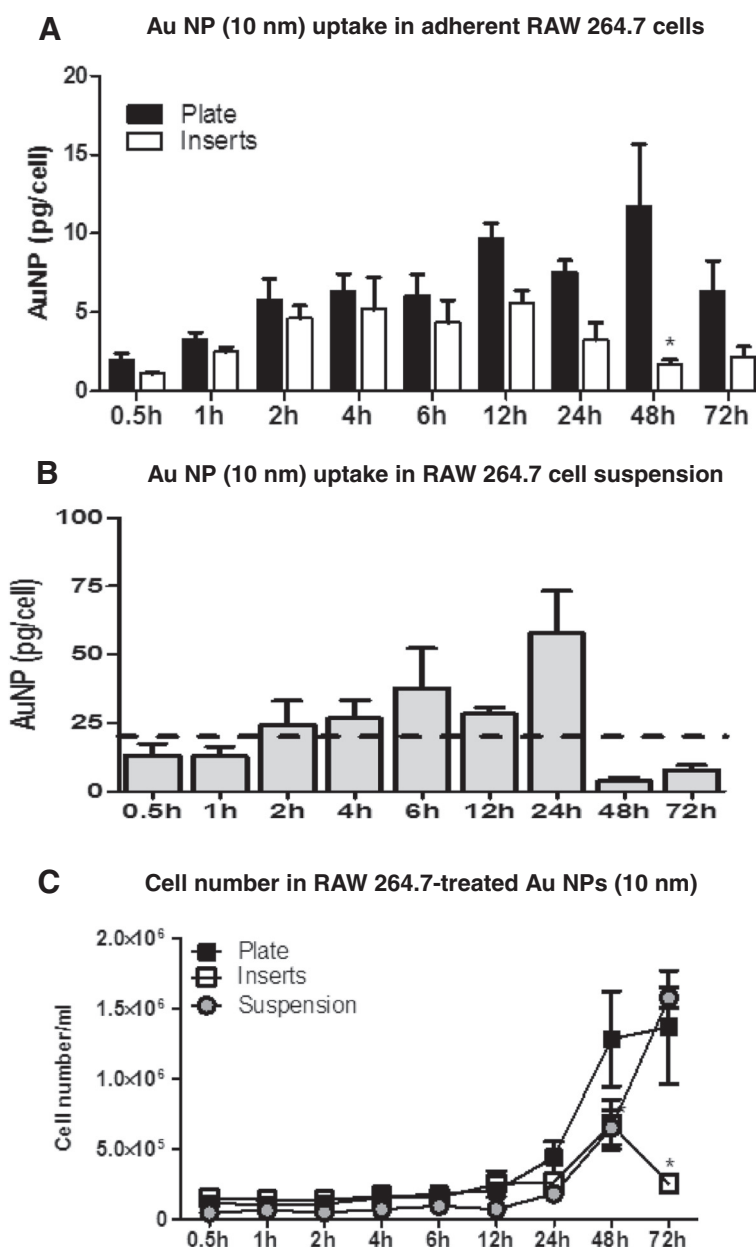 A Au NP (10 nm) uptake in adherent RAW 264.7 cells
20
15
10
5
0
AuNP (pg/cell)
Plate
Inserts
*
0.5h 1h 2h 4h 6h 12h 24h 48h 72h
B Au NP (10 nm) uptake in RAW 264.7 cell suspension
100
75
50
25
0
AuNP (pg/cell)
0.5h 1h 2h 4h 6h 12h 24h 48h 72h
C Cell number in RAW 264.7-treated Au NPs (10 nm)
2.0×10⁶
1.5×10⁶
1.0×10⁶
5.0×10⁵
0
Cell number/ml
Plate
Inserts
Suspension
*
*
0.5h 1h 2h 4h 6h 12h 24h 48h 72h